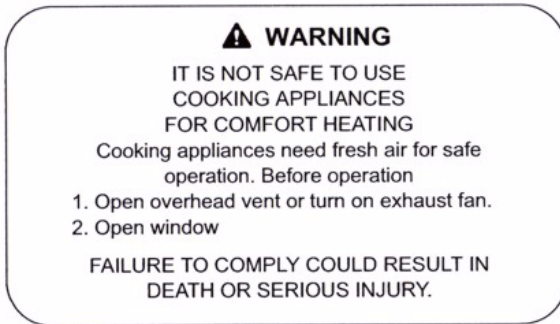 WARNING
IT IS NOT SAFE TO USE
COOKING APPLIANCES
FOR COMFORT HEATING
Cooking appliances need fresh air for safe
operation. Before operation
1. Open overhead vent or turn on exhaust fan.
2. Open window
FAILURE TO COMPLY COULD RESULT IN
DEATH OR SERIOUS INJURY.